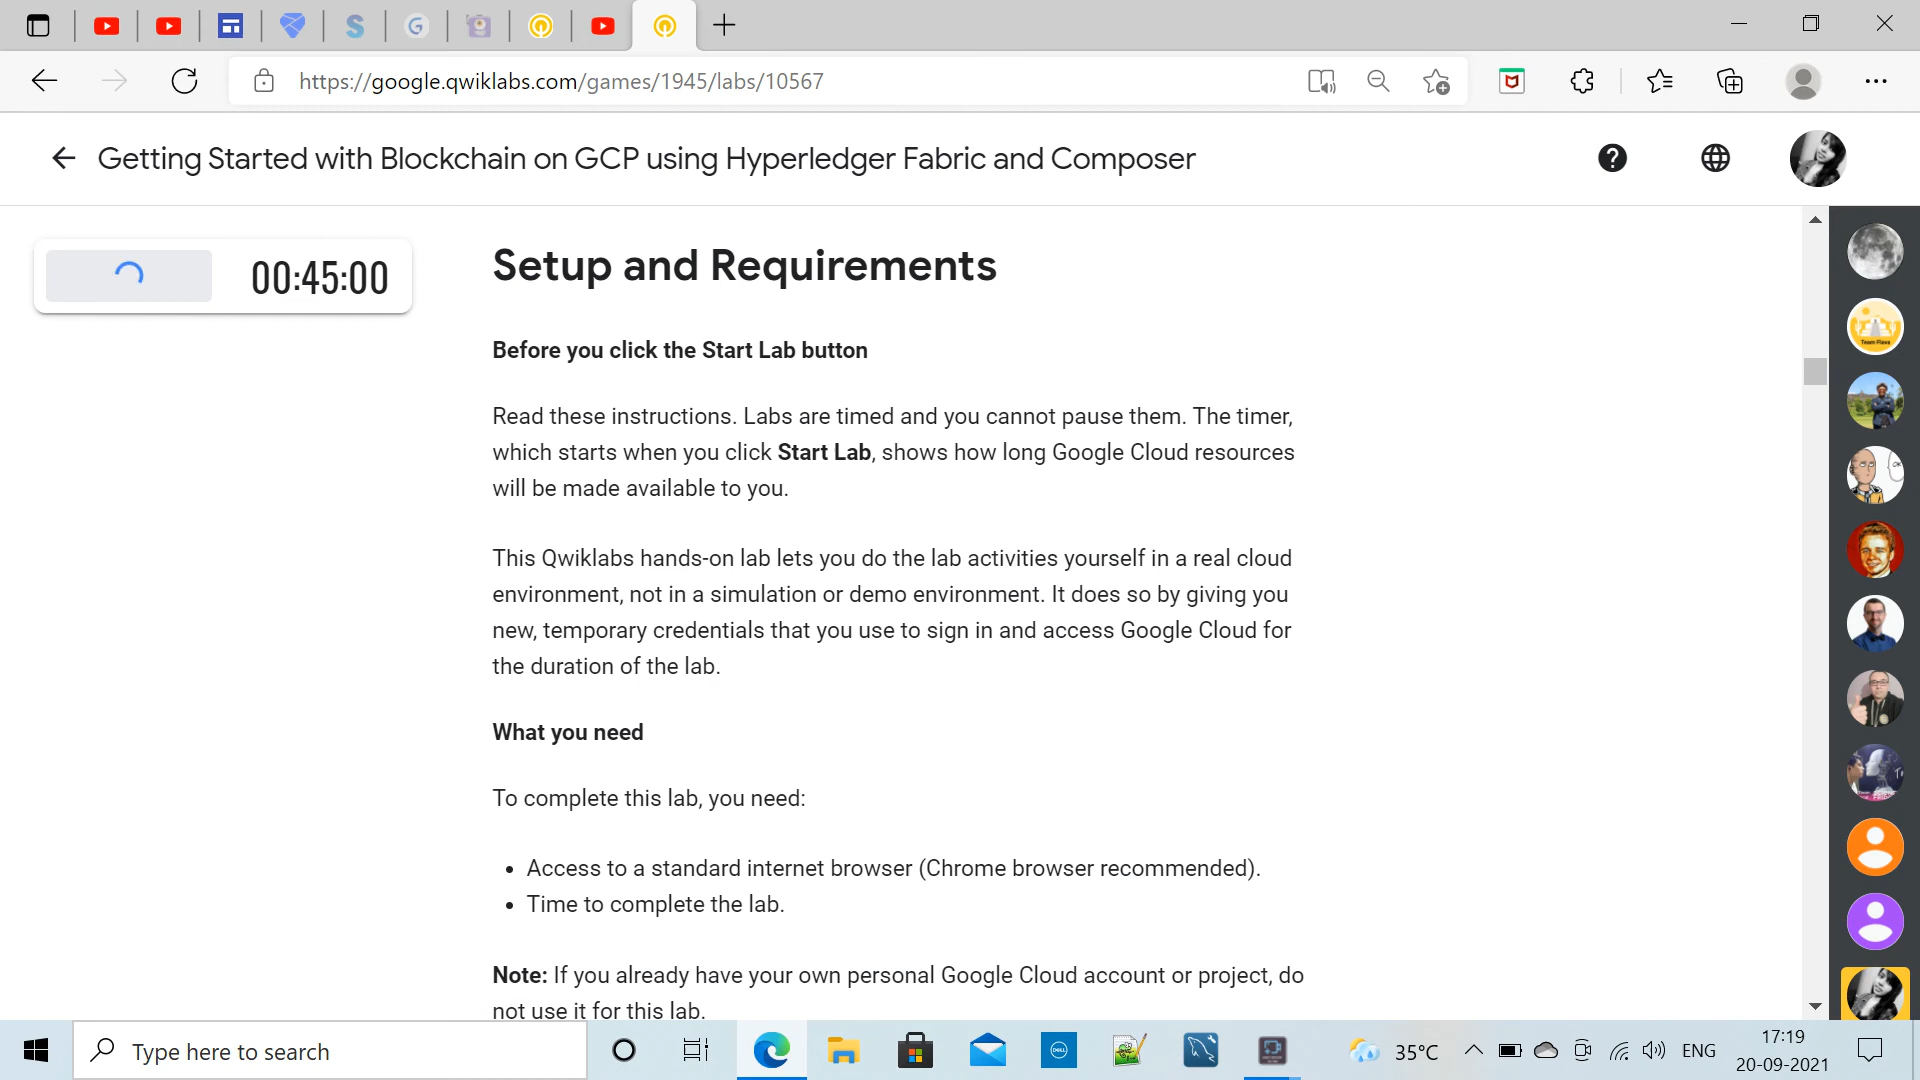 https://google.qwiklabs.com/games/1945/labs/10567
Getting Started with Blockchain on GCP using Hyperledger Fabric and Composer
00:45:00
Setup and Requirements
Before you click the Start Lab button
Read these instructions. Labs are timed and you cannot pause them. The timer,
which starts when you click Start Lab, shows how long Google Cloud resources
will be made available to you.
This Qwiklabs hands-on lab lets you do the lab activities yourself in a real cloud
environment, not in a simulation or demo environment. It does so by giving you
new, temporary credentials that you use to sign in and access Google Cloud for
the duration of the lab.
What you need
To complete this lab, you need:
• Access to a standard internet browser (Chrome browser recommended).
• Time to complete the lab.
Note: If you already have your own personal Google Cloud account or project, do
not use it for this lab.
Team Flava
Type here to search
DELL
35°C
ENG
17:19
20-09-2021